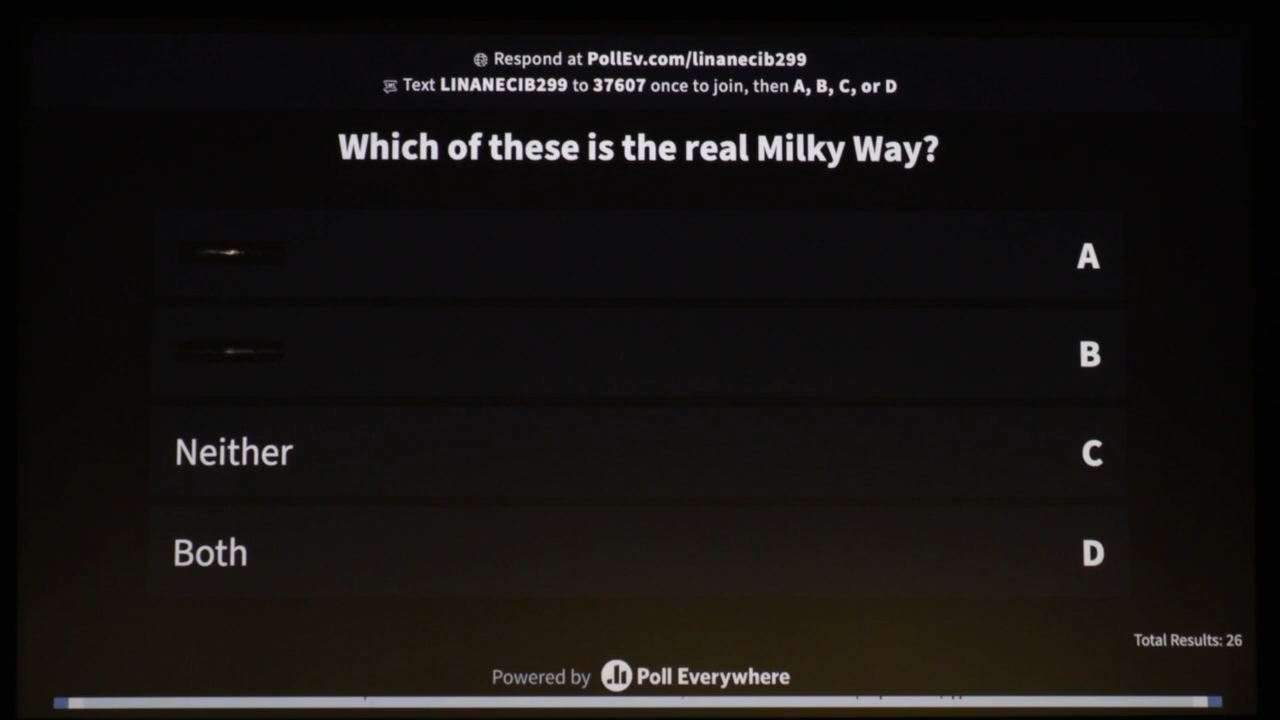 Respond at PollEv.com/linanecib299
Text LINANECIB299 to 37607 once to join, then A, B, C, or D
Which of these is the real Milky Way?
A
B
Neither C
Both D
Total Results: 26
Powered by Poll Everywhere